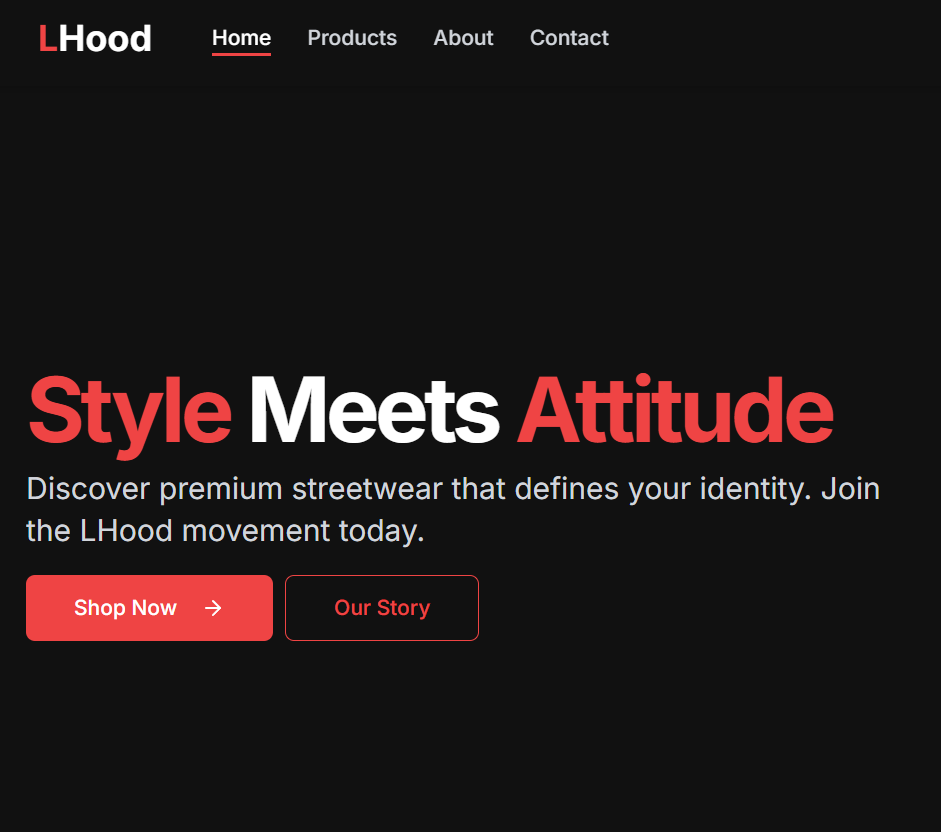 LHood Home Products About Contact
Style Meets Attitude
Discover premium streetwear that defines your identity. Join
the LHood movement today.
Shop Now → Our Story